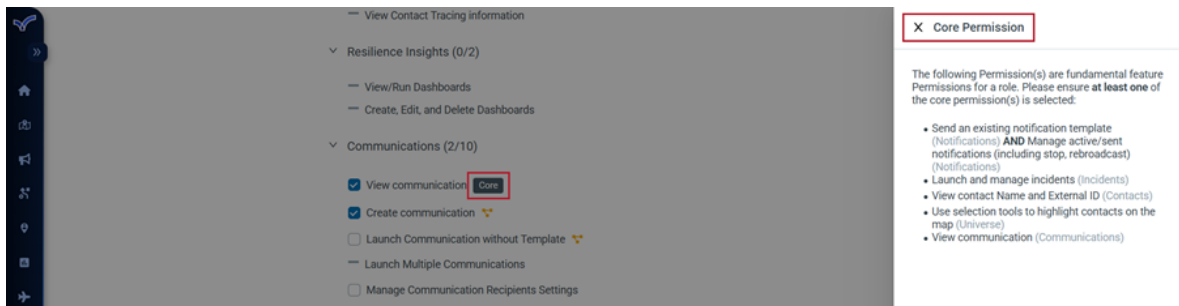 View Contact Tracing information
Resilience Insights (0/2)
View/Run Dashboards
Create, Edit, and Delete Dashboards
Communications (2/10)
View communication Core
Create communication
Launch Communication without Template
Launch Multiple Communications
Manage Communication Recipients Settings
X Core Permission
The following Permission(s) are fundamental feature
Permissions for a role. Please ensure at least one of
the core permission(s) is selected:
• Send an existing notification template
(Notifications) AND Manage active/sent
notifications (including stop, rebroadcast)
(Notifications)
• Launch and manage incidents (Incidents)
• View contact Name and External ID (Contacts)
• Use selection tools to highlight contacts on the
map (Universe)
• View communication (Communications)